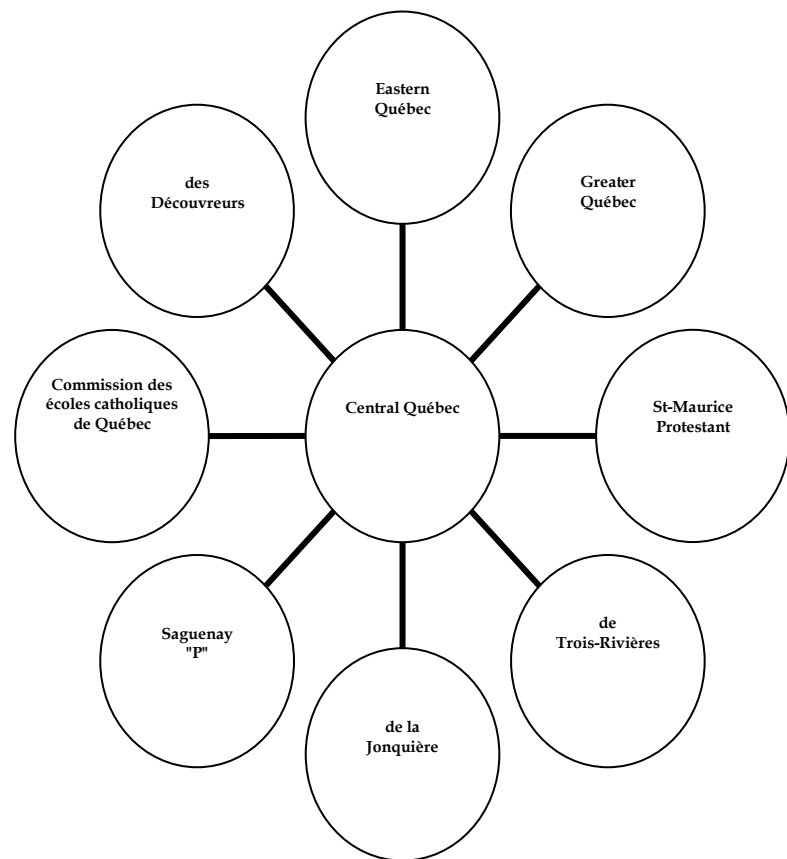 Eastern
Québec
des
Découvreurs
Greater
Québec
Commission des
écoles catholiques
de Québec
Central Québec
St-Maurice
Protestant
Saguenay
"P"
de
Trois-Rivières
de la
Jonquière